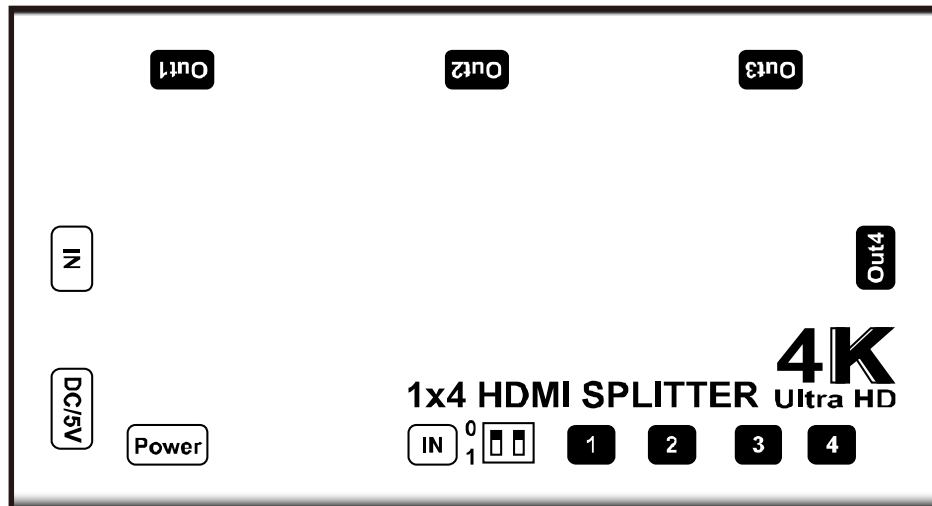 Out1
Out2
Out3
IN
Out4
DC/5V
4K
Ultra HD
1x4 HDMI SPLITTER
Power
IN
0
1
1
2
3
4